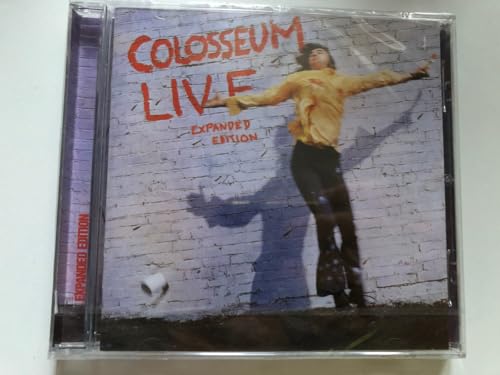 COLOSSEUM
LIVE
EXPANDED
EDITION
EXPANDED EDITION